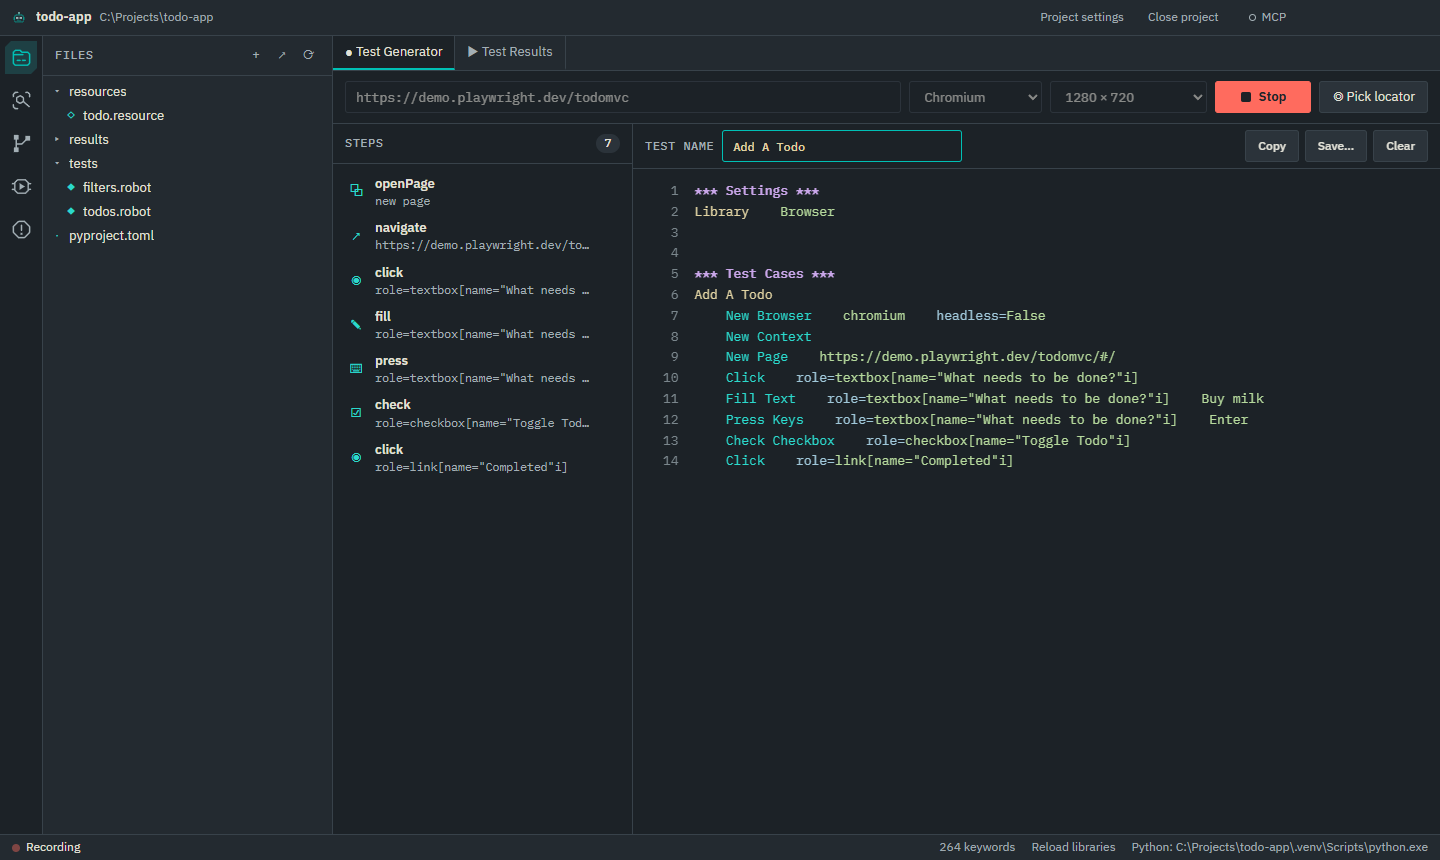 todo-app C:\Projects\todo-app
Project settings Close project MCP
FILES
resources
todo.resource
results
tests
filters.robot
todos.robot
pyproject.toml
Test Generator Test Results
https://demo.playwright.dev/todomvc Chromium 1280 × 720 Stop Pick locator
STEPS 7
openPage
new page
navigate
https://demo.playwright.dev/to…
click
role=textbox[name="What needs …
fill
role=textbox[name="What needs …
press
role=textbox[name="What needs …
check
role=checkbox[name="Toggle Tod…
click
role=link[name="Completed"i]
TEST NAME Add A Todo Copy Save... Clear
1 *** Settings ***
2 Library    Browser
3
4
5 *** Test Cases ***
6 Add A Todo
7     New Browser    chromium    headless=False
8     New Context
9     New Page    https://demo.playwright.dev/todomvc/#/
10     Click    role=textbox[name="What needs to be done?"i]
11     Fill Text    role=textbox[name="What needs to be done?"i]    Buy milk
12     Press Keys    role=textbox[name="What needs to be done?"i]    Enter
13     Check Checkbox    role=checkbox[name="Toggle Todo"i]
14     Click    role=link[name="Completed"i]
Recording
264 keywords Reload libraries Python: C:\Projects\todo-app\.venv\Scripts\python.exe